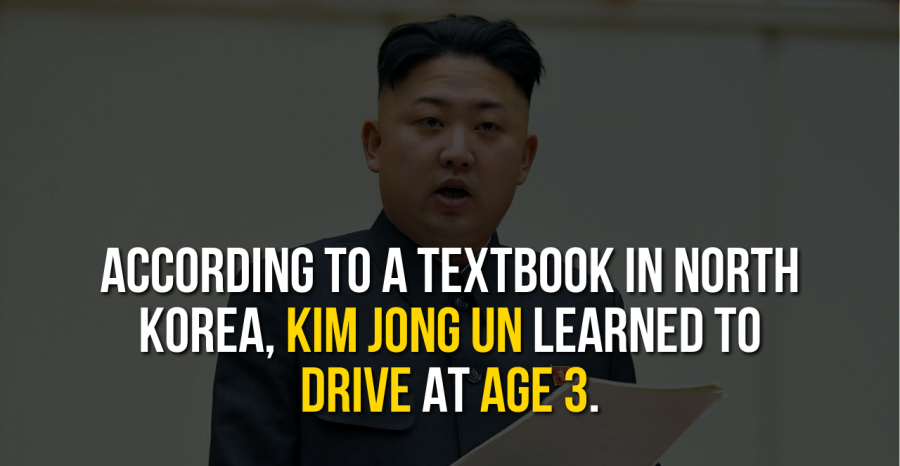 ACCORDING TO A TEXTBOOK IN NORTH
KOREA, KIM JONG UN LEARNED TO
DRIVE AT AGE 3.